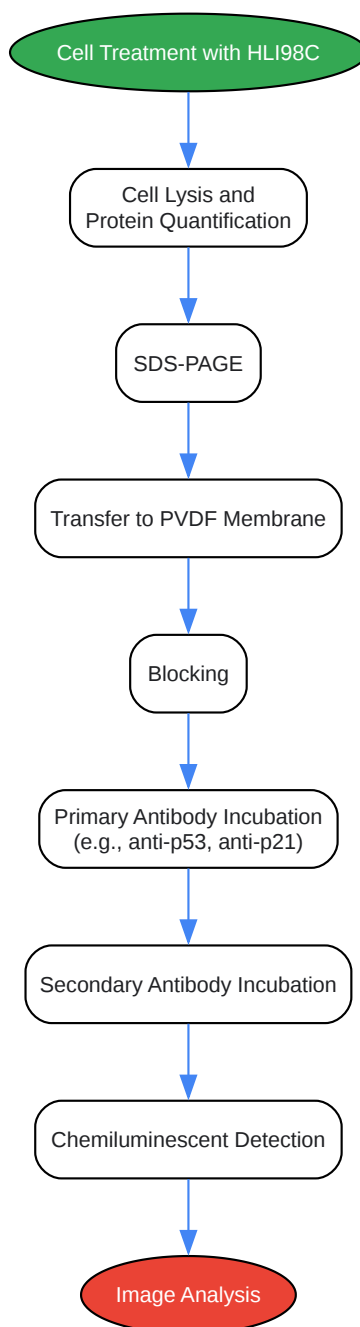 Cell Treatment with HLI98C
Cell Lysis and
Protein Quantification
SDS-PAGE
Transfer to PVDF Membrane
Blocking
Primary Antibody Incubation
(e.g., anti-p53, anti-p21)
Secondary Antibody Incubation
Chemiluminescent Detection
Image Analysis